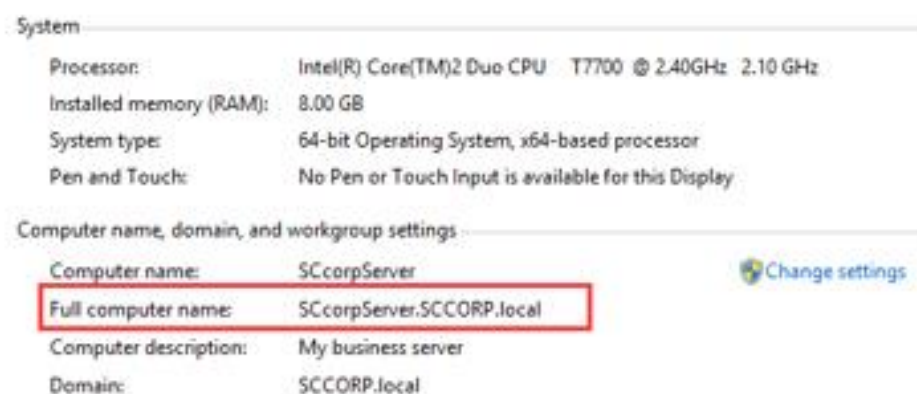 System
Processor: Intel(R) Core(TM)2 Duo CPU T7700 @ 2.40GHz 2.10 GHz
Installed memory (RAM): 8.00 GB
System type: 64-bit Operating System, x64-based processor
Pen and Touch: No Pen or Touch Input is available for this Display
Computer name, domain, and workgroup settings
Computer name: SCcorpServer Change settings
Full computer name: SCcorpServer.SCCORP.local
Computer description: My business server
Domain: SCCORP.local